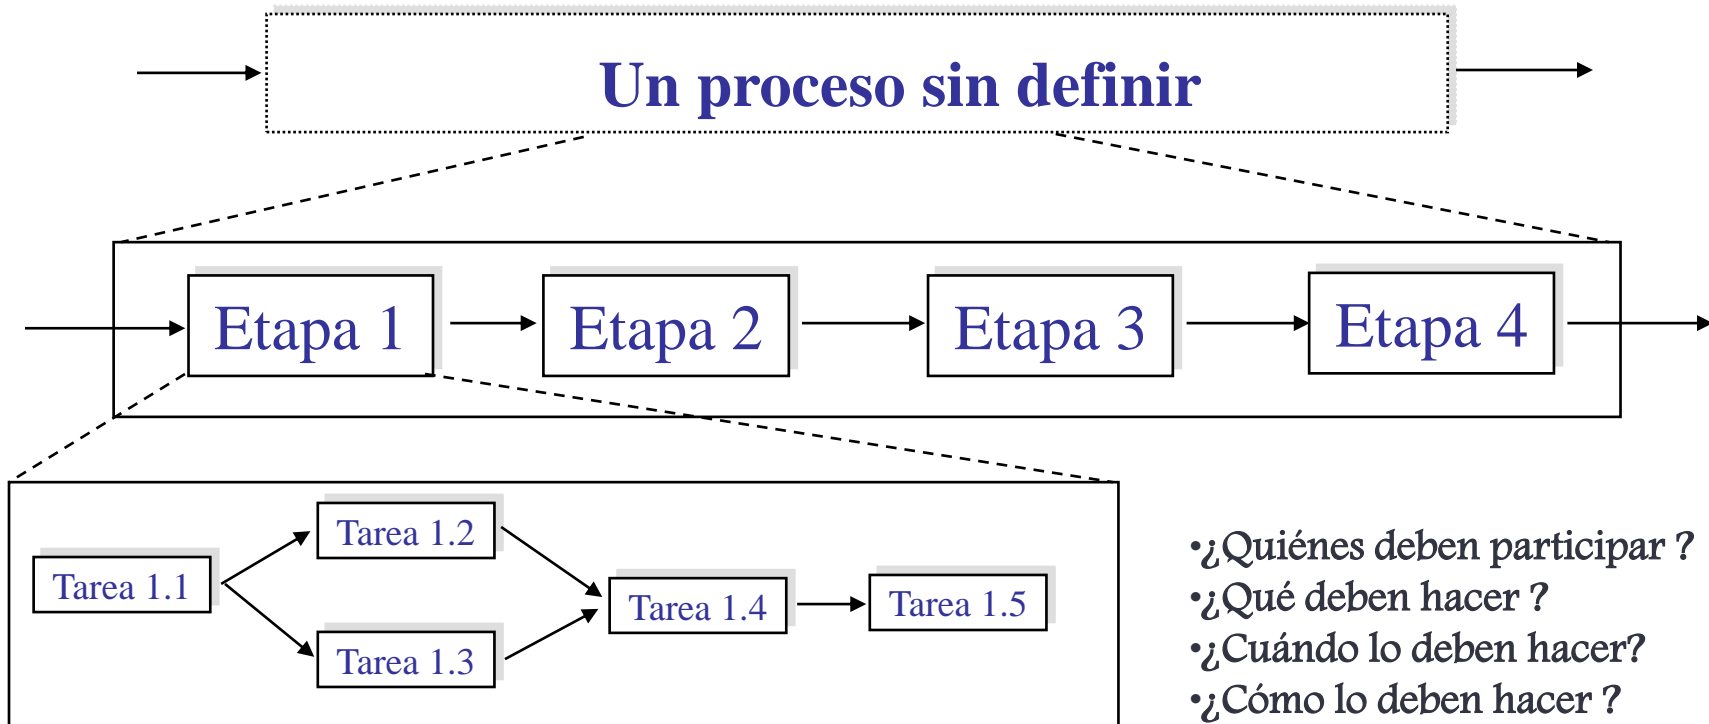 Un proceso sin definir
Etapa 1
Etapa 2
Etapa 3
Etapa 4
Tarea 1.1
Tarea 1.2
Tarea 1.3
Tarea 1.4
Tarea 1.5
•¿Quiénes deben participar ?
•¿Qué deben hacer ?
•¿Cuándo lo deben hacer?
•¿Cómo lo deben hacer ?